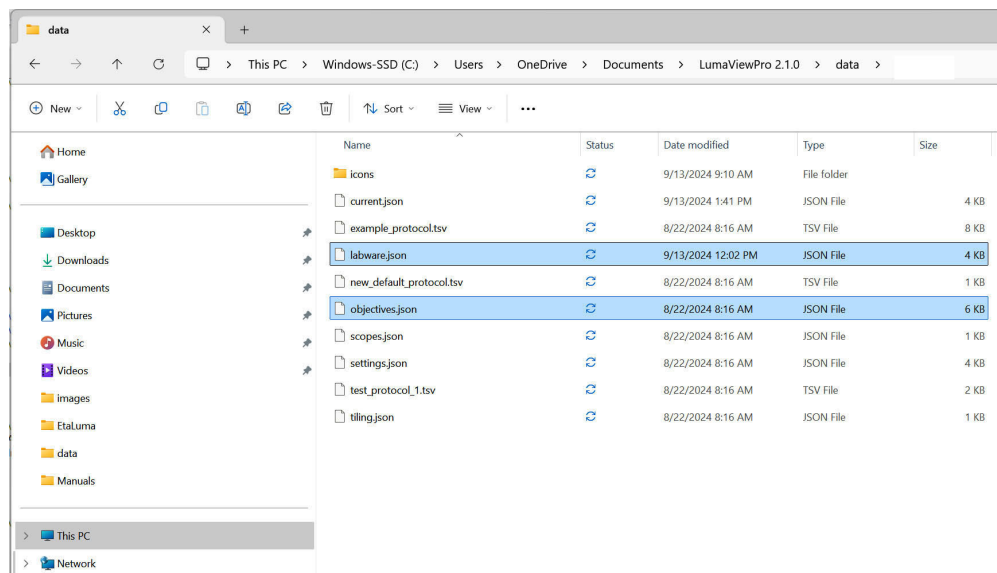 data
This PC > Windows-SSD (C:) > Users > OneDrive > Documents > LumaViewPro 2.1.0 > data >
New Sort View ...
Home
Gallery
Desktop
Downloads
Documents
Pictures
Music
Videos
images
EtaLuma
data
Manuals
This PC
Network
Name Status Date modified Type Size
icons 9/13/2024 9:10 AM File folder
current.json 9/13/2024 1:41 PM JSON File 4 KB
example_protocol.tsv 8/22/2024 8:16 AM TSV File 8 KB
labware.json 9/13/2024 12:02 PM JSON File 4 KB
new_default_protocol.tsv 8/22/2024 8:16 AM TSV File 1 KB
objectives.json 8/22/2024 8:16 AM JSON File 6 KB
scopes.json 8/22/2024 8:16 AM JSON File 1 KB
settings.json 8/22/2024 8:16 AM JSON File 4 KB
test_protocol_1.tsv 8/22/2024 8:16 AM TSV File 2 KB
tiling.json 8/22/2024 8:16 AM JSON File 1 KB